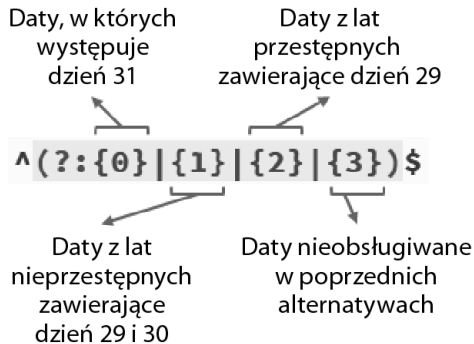 Daty, w których
występuje
dzień 31
Daty z lat
przestępnych
zawierające dzień 29
^(?:{0}|{1}|{2}|{3})$
Daty z lat
nieprzestępnych
zawierające
dzień 29 i 30
Daty nieobsługiwane
w poprzednich
alternatywach